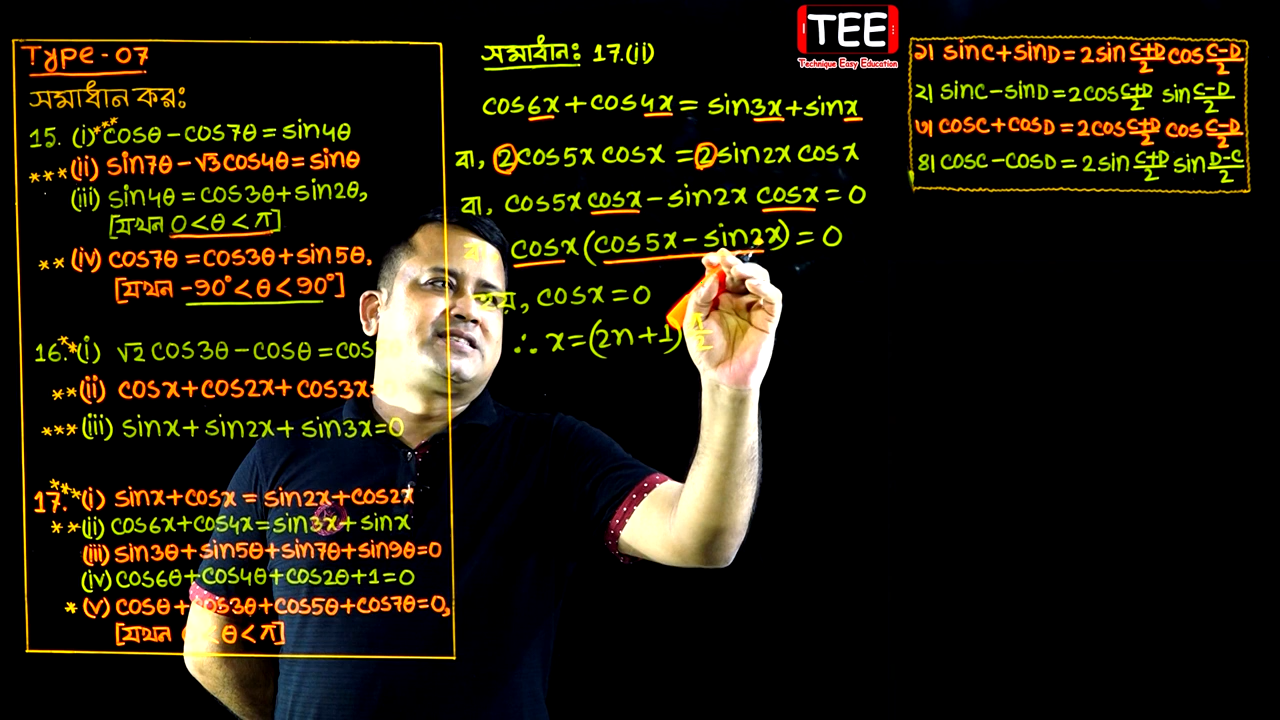 Type-07
সমাধান কর:
15. (i)*** cosθ - cos7θ = sin4θ
*** (ii) sin7θ - √3cos4θ = sinθ
(iii) sin4θ = cos3θ + sin2θ,
[যখন 0 < θ < π]
** (iv) cos7θ = cos3θ + sin5θ,
[যখন -90° < θ < 90°]
16.** (i) √2 cos3θ - cosθ = cos
** (ii) cosx + cos2x + cos3x =
*** (iii) sinx + sin2x + sin3x = 0
17.*** (i) sinx + cosx = sin2x + cos2x
** (ii) cos6x + cos4x = sin3x + sinx
(iii) sin3θ + sin5θ + sin7θ + sin9θ = 0
(iv) cos6θ + cos4θ + cos2θ + 1 = 0
* (v) cosθ + cos3θ + cos5θ + cos7θ = 0,
[যখন < θ < π]
সমাধান: 17.(ii)
cos6x + cos4x = sin3x + sinx
বা, 2cos5x cosx = 2sin2x cosx
বা, cos5x cosx - sin2x cosx = 0
cosx (cos5x - sin2x) = 0
হয়, cosx = 0
∴ x = (2n+1) π/2
TEE
Technique Easy Education
১। sinC + sinD = 2sin (C+D)/2 cos (C-D)/2
২। sinC - sinD = 2cos (C+D)/2 sin (C-D)/2
৩। cosC + cosD = 2cos (C+D)/2 cos (C-D)/2
৪। cosC - cosD = 2sin (C+D)/2 sin (D-C)/2